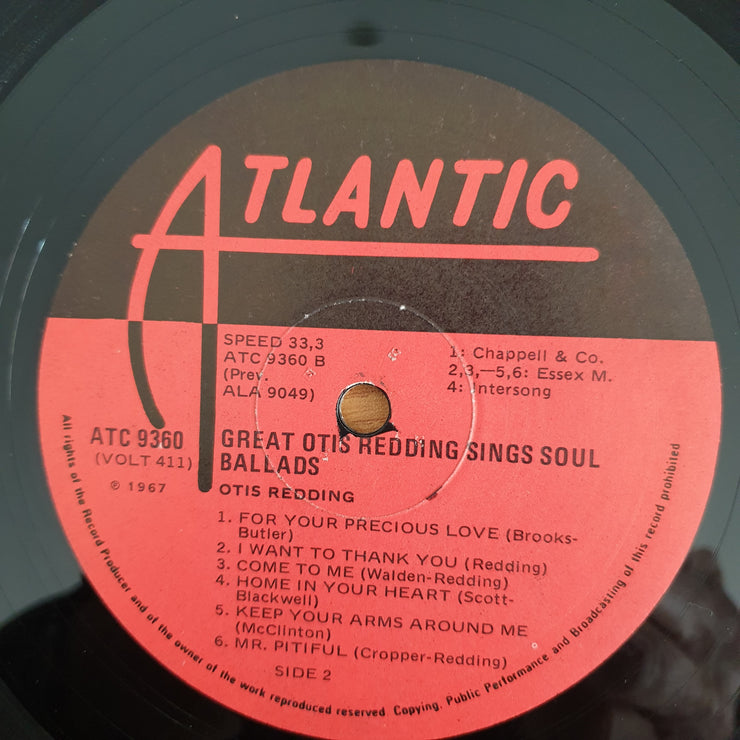 ATLANTIC
SPEED 33,3
ATC 9360 B
(Prev.
ALA 9049)
1: Chappell & Co.
2,3,—5,6: Essex M.
4: Intersong
ATC 9360
(VOLT 411)
℗ 1967
GREAT OTIS REDDING SINGS SOUL
BALLADS
OTIS REDDING
1. FOR YOUR PRECIOUS LOVE (Brooks-
Butler)
2. I WANT TO THANK YOU (Redding)
3. COME TO ME (Walden-Redding)
4. HOME IN YOUR HEART (Scott-
Blackwell)
5. KEEP YOUR ARMS AROUND ME
(McClinton)
6. MR. PITIFUL (Cropper-Redding)
SIDE 2
All rights of the Record Producer and of the owner of the work reproduced reserved. Copying, Public Performance and Broadcasting of this record prohibited